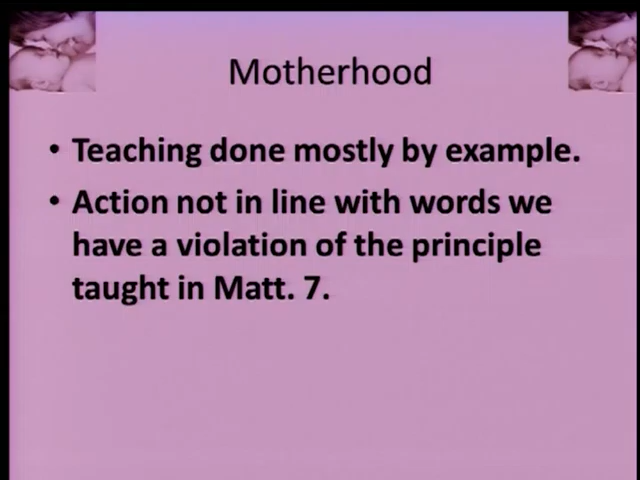 Motherhood
• Teaching done mostly by example.
• Action not in line with words we
have a violation of the principle
taught in Matt. 7.